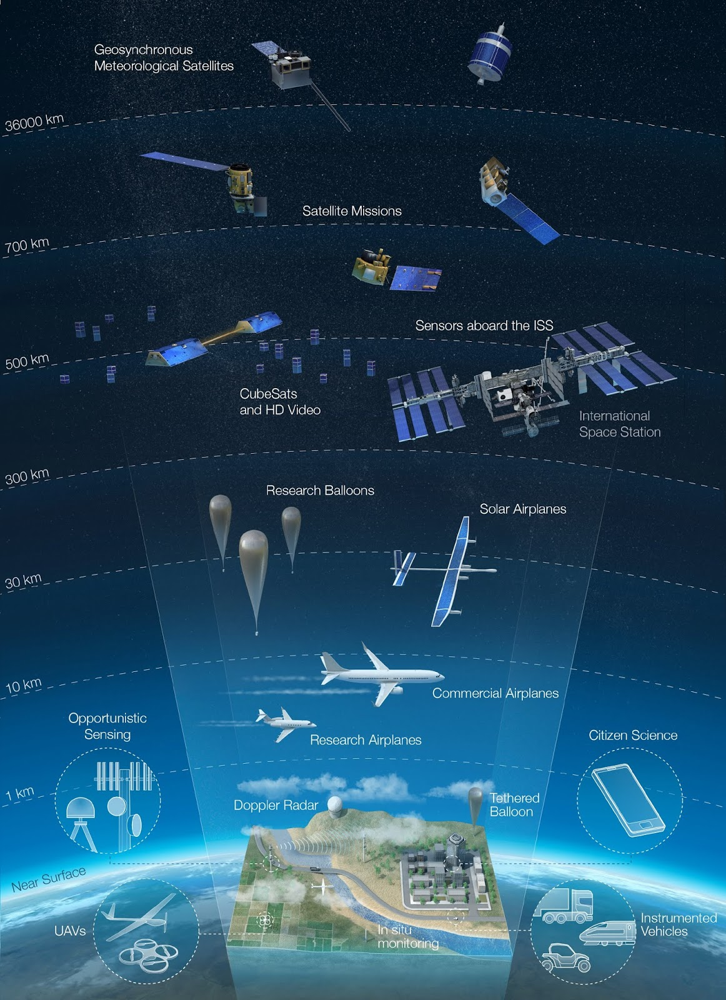 Geosynchronous
Meteorological Satellites
36000 km
Satellite Missions
700 km
Sensors aboard the ISS
500 km
CubeSats
and HD Video
International
Space Station
300 km
Research Balloons
Solar Airplanes
30 km
10 km
Commercial Airplanes
Opportunistic
Sensing
Research Airplanes
Citizen Science
1 km
Doppler Radar
Tethered
Balloon
Near Surface
UAVs
In situ
monitoring
Instrumented
Vehicles